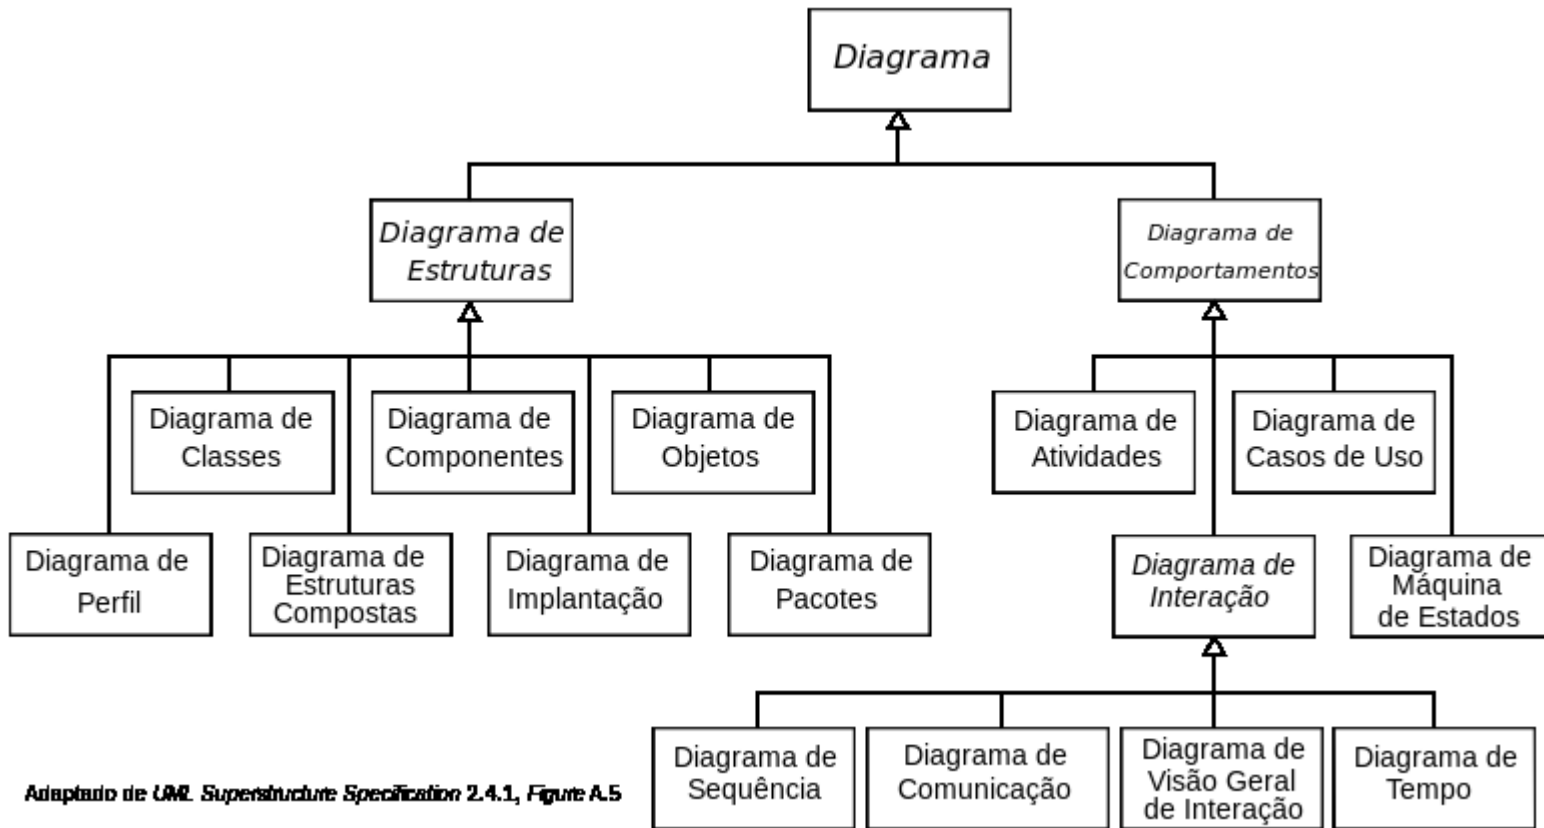 Diagrama
Diagrama de
Estruturas
Diagrama de
Comportamentos
Diagrama de
Classes
Diagrama de
Componentes
Diagrama de
Objetos
Diagrama de
Atividades
Diagrama de
Casos de Uso
Diagrama de
Perfil
Diagrama de
Estruturas
Compostas
Diagrama de
Implantação
Diagrama de
Pacotes
Diagrama de
Interação
Diagrama de
Máquina
de Estados
Diagrama de
Sequência
Diagrama de
Comunicação
Diagrama de
Visão Geral
de Interação
Diagrama de
Tempo
Adaptado de UML Superstructure Specification 2.4.1, Figure A.5